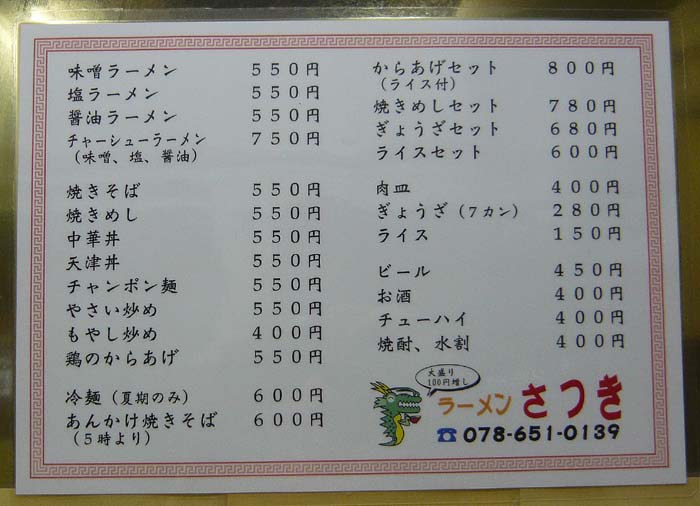 味噌ラーメン ５５０円
塩ラーメン ５５０円
醤油ラーメン ５５０円
チャーシューラーメン ７５０円
（味噌、塩、醤油）
焼きそば ５５０円
焼きめし ５５０円
中華丼 ５５０円
天津丼 ５５０円
チャンポン麺 ５５０円
やさい炒め ５５０円
もやし炒め ４００円
鶏のからあげ ５５０円
冷麺（夏期のみ） ６００円
あんかけ焼きそば ６００円
（５時より）
からあげセット ８００円
（ライス付）
焼きめしセット ７８０円
ぎょうざセット ６８０円
ライスセット ６００円
肉皿 ４００円
ぎょうざ（７カン） ２８０円
ライス １５０円
ビール ４５０円
お酒 ４００円
チューハイ ４００円
焼酎、水割 ４００円
大盛り
100円増し
ラーメン さつき
☎ 078-651-0139